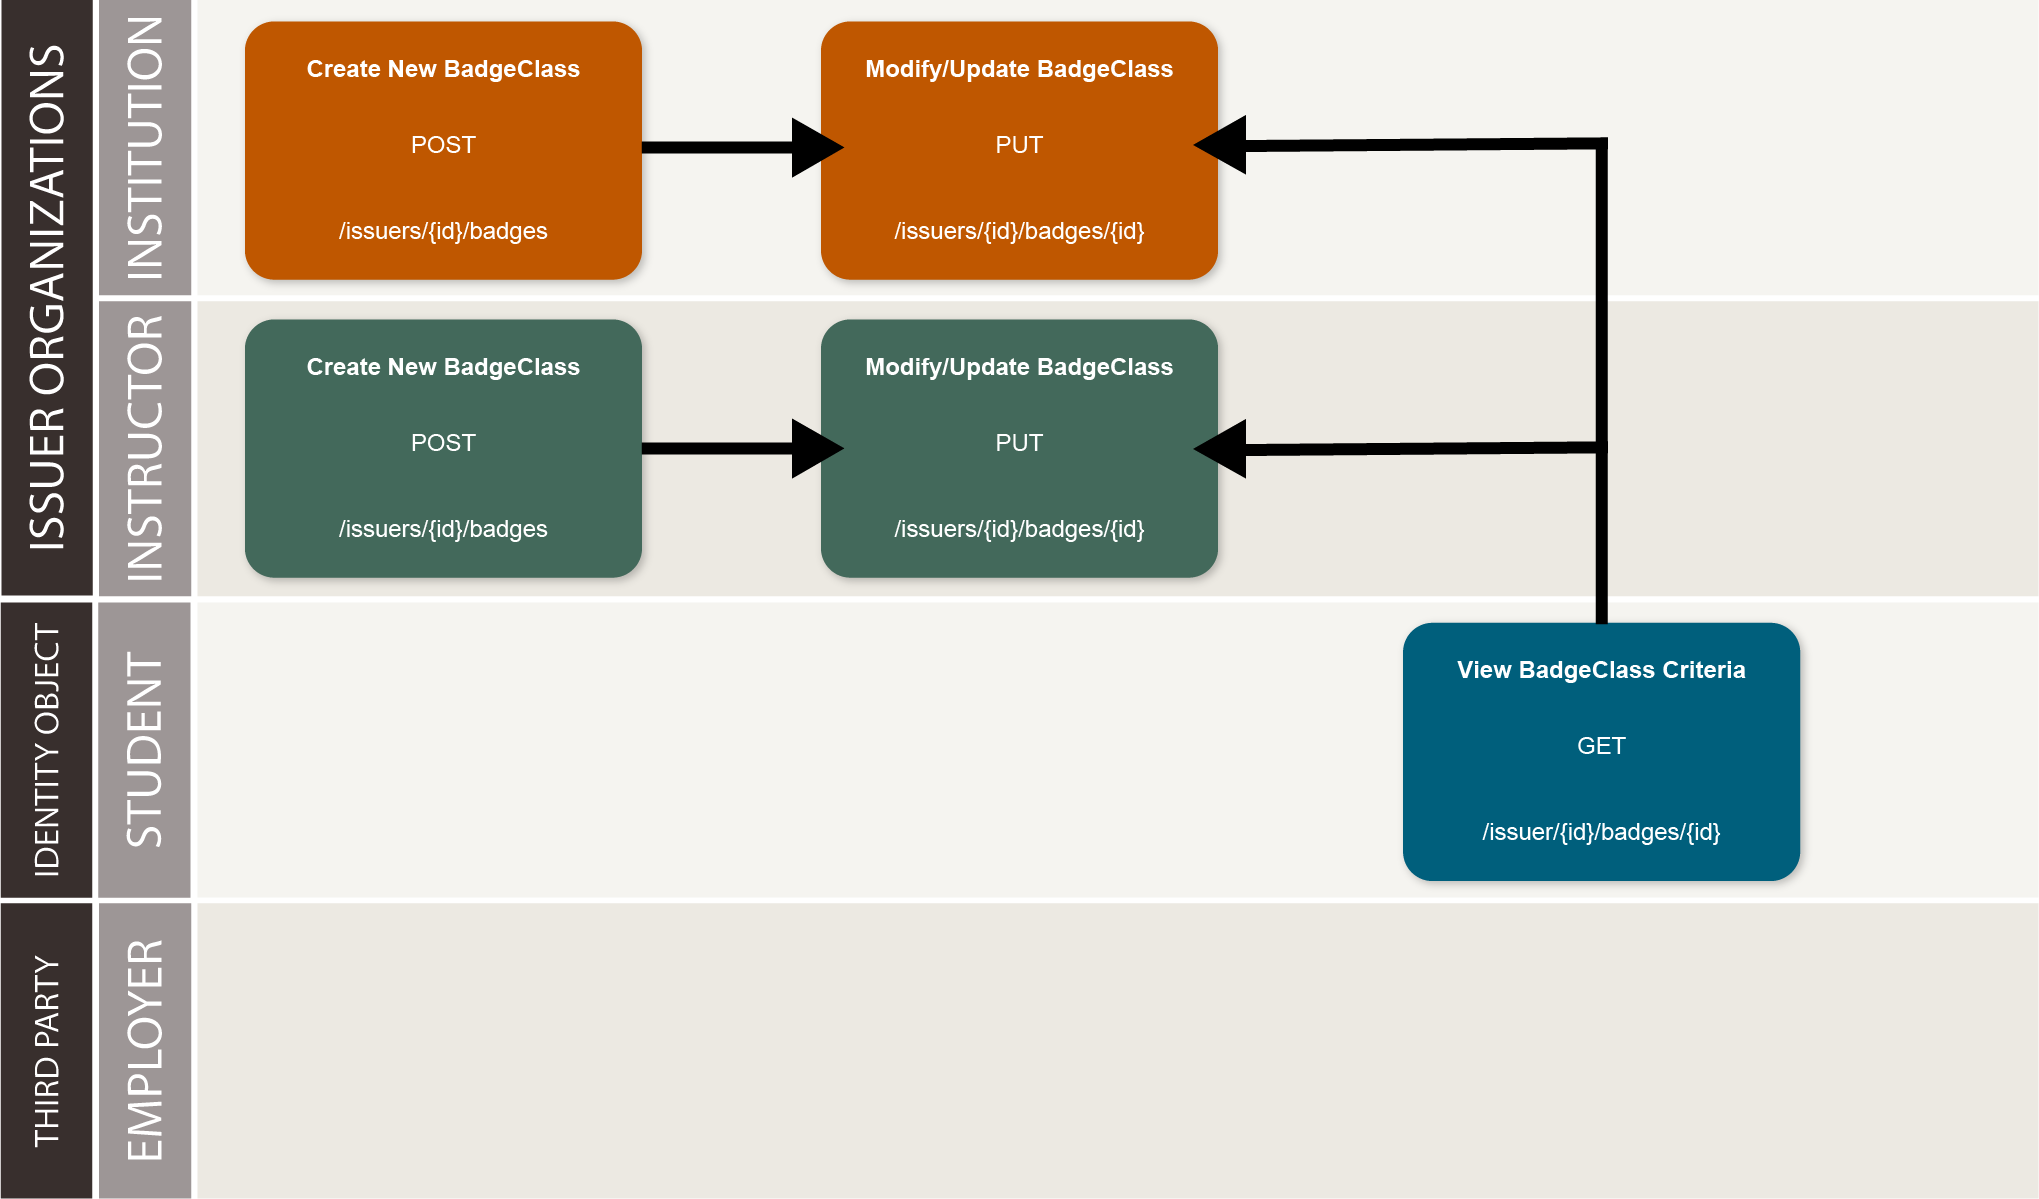 ISSUER ORGANIZATIONS
INSTITUTION
Create New BadgeClass
POST
/issuers/{id}/badges
Modify/Update BadgeClass
PUT
/issuers/{id}/badges/{id}
INSTRUCTOR
Create New BadgeClass
POST
/issuers/{id}/badges
Modify/Update BadgeClass
PUT
/issuers/{id}/badges/{id}
IDENTITY OBJECT
STUDENT
View BadgeClass Criteria
GET
/issuer/{id}/badges/{id}
THIRD PARTY
EMPLOYER